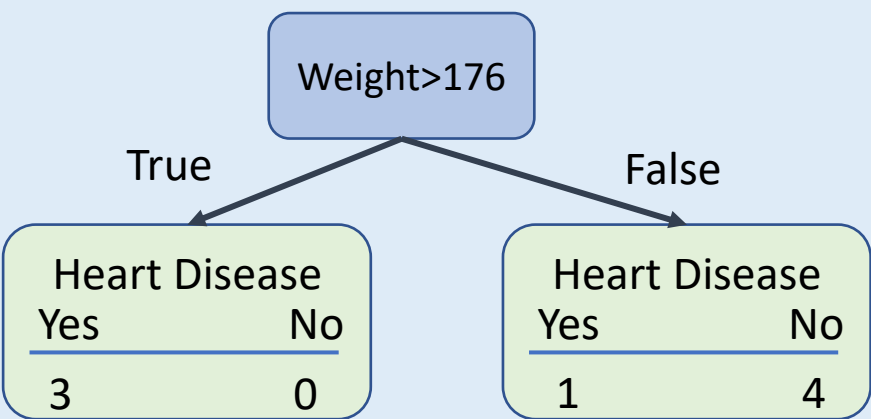 Weight>176
True
False
Heart Disease
Yes No
3 0
Heart Disease
Yes No
1 4